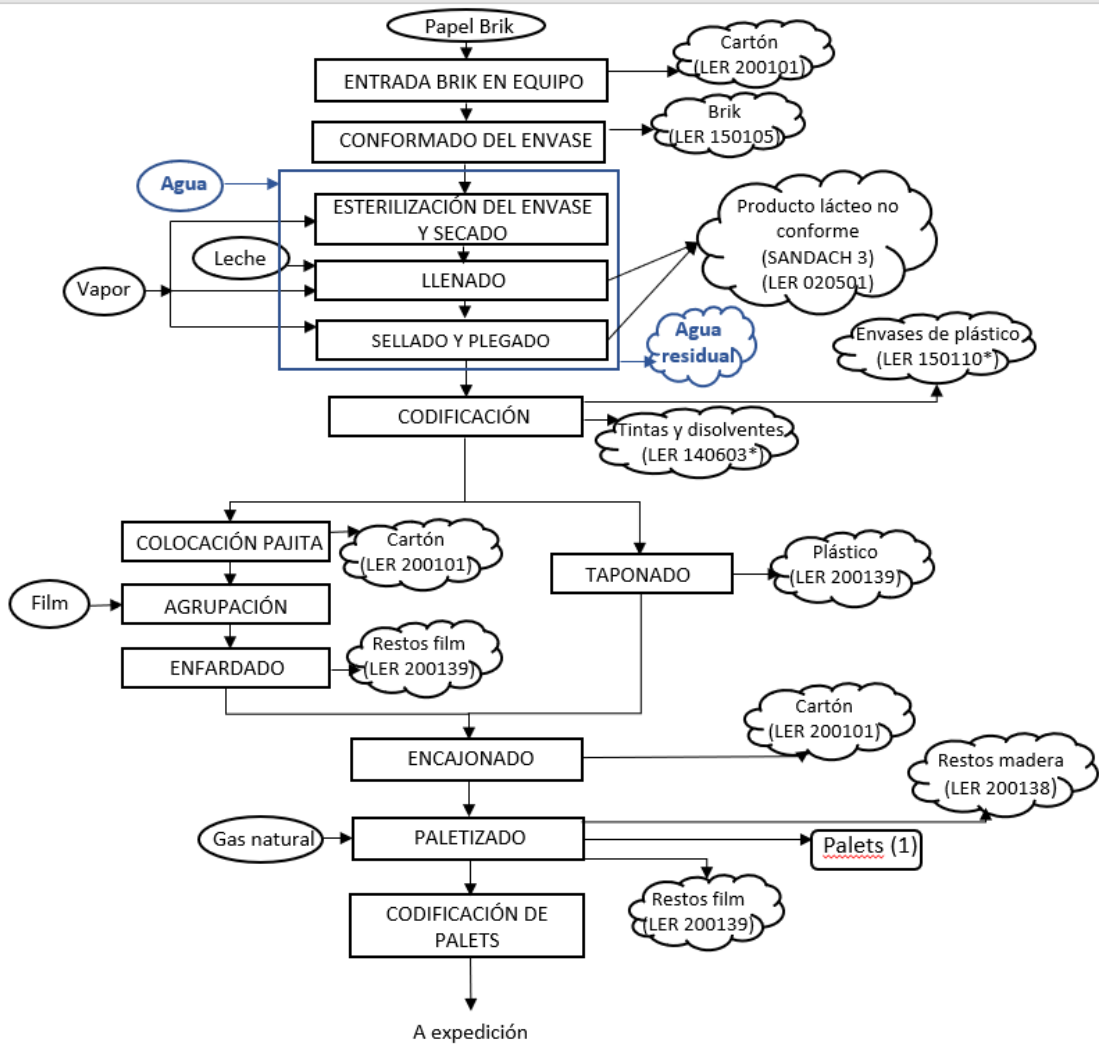 Papel Brik
Cartón
(LER 200101)
ENTRADA BRIK EN EQUIPO
Brik
(LER 150105)
CONFORMADO DEL ENVASE
Agua
ESTERILIZACIÓN DEL ENVASE
Y SECADO
Producto lácteo no
conforme
(SANDACH 3)
(LER 020501)
Leche
LLENADO
Vapor
SELLADO Y PLEGADO
Agua
residual
Envases de plástico
(LER 150110*)
CODIFICACIÓN
Tintas y disolventes
(LER 140603*)
COLOCACIÓN PAJITA
Cartón
(LER 200101)
TAPONADO
Plástico
(LER 200139)
Film
AGRUPACIÓN
ENFARDADO
Restos film
(LER 200139)
Cartón
(LER 200101)
ENCAJONADO
Restos madera
(LER 200138)
Gas natural
PALETIZADO
Palets (1)
Restos film
(LER 200139)
CODIFICACIÓN DE
PALETS
A expedición